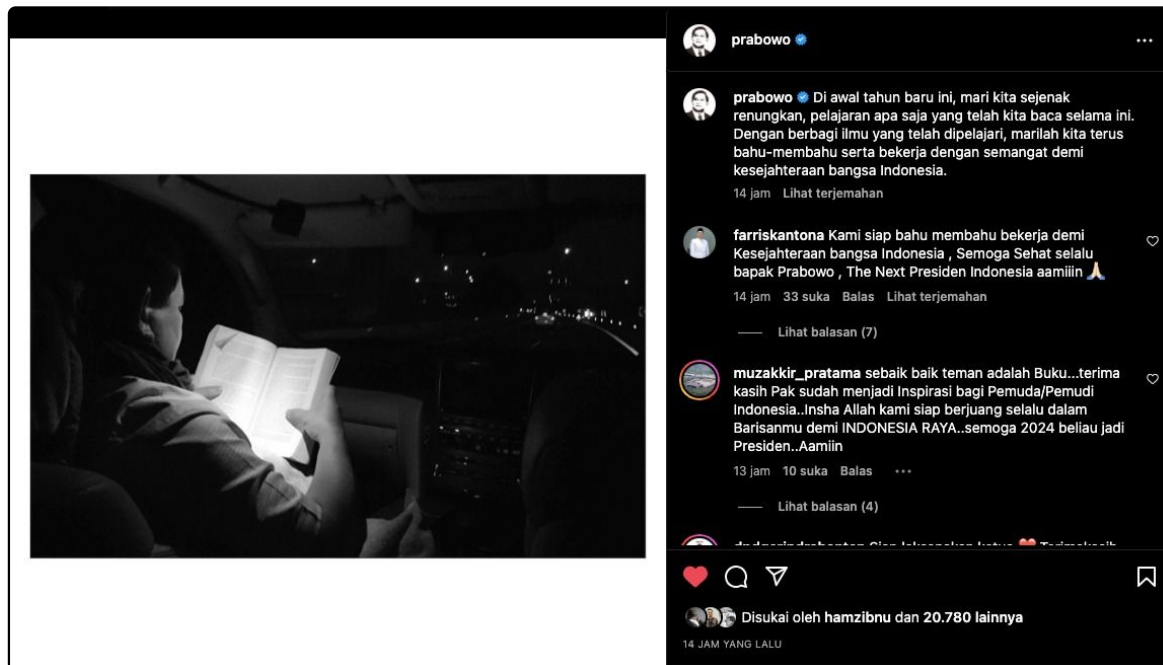 prabowo
prabowo Di awal tahun baru ini, mari kita sejenak
renungkan, pelajaran apa saja yang telah kita baca selama ini.
Dengan berbagi ilmu yang telah dipelajari, marilah kita terus
bahu-membahu serta bekerja dengan semangat demi
kesejahteraan bangsa Indonesia.
14 jam Lihat terjemahan
farriskantona Kami siap bahu membahu bekerja demi
Kesejahteraan bangsa Indonesia , Semoga Sehat selalu
bapak Prabowo , The Next Presiden Indonesia aamiiin 🙏🏻
14 jam 33 suka Balas Lihat terjemahan
Lihat balasan (7)
muzakkir_pratama sebaik baik teman adalah Buku...terima
kasih Pak sudah menjadi Inspirasi bagi Pemuda/Pemudi
Indonesia..Insha Allah kami siap berjuang selalu dalam
Barisanmu demi INDONESIA RAYA..semoga 2024 beliau jadi
Presiden..Aamiin
13 jam 10 suka Balas
Lihat balasan (4)
Disukai oleh hamzibnu dan 20.780 lainnya
14 JAM YANG LALU